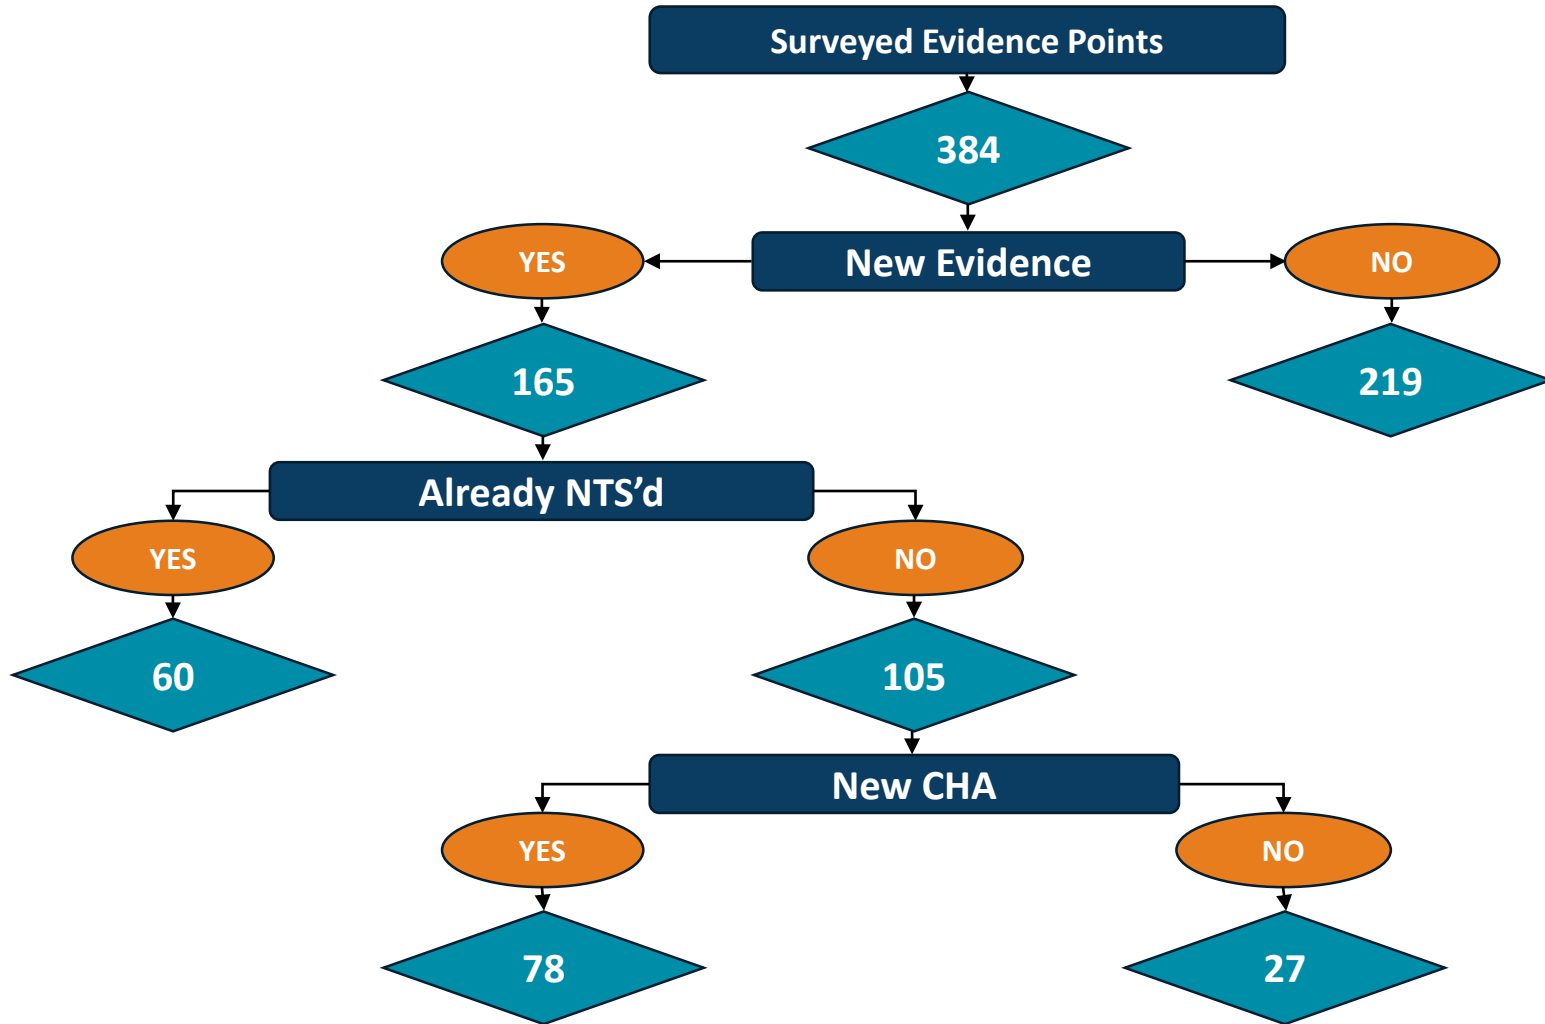 Surveyed Evidence Points
384
YES
New Evidence
NO
165
219
Already NTS’d
YES
NO
60
105
New CHA
YES
NO
78
27